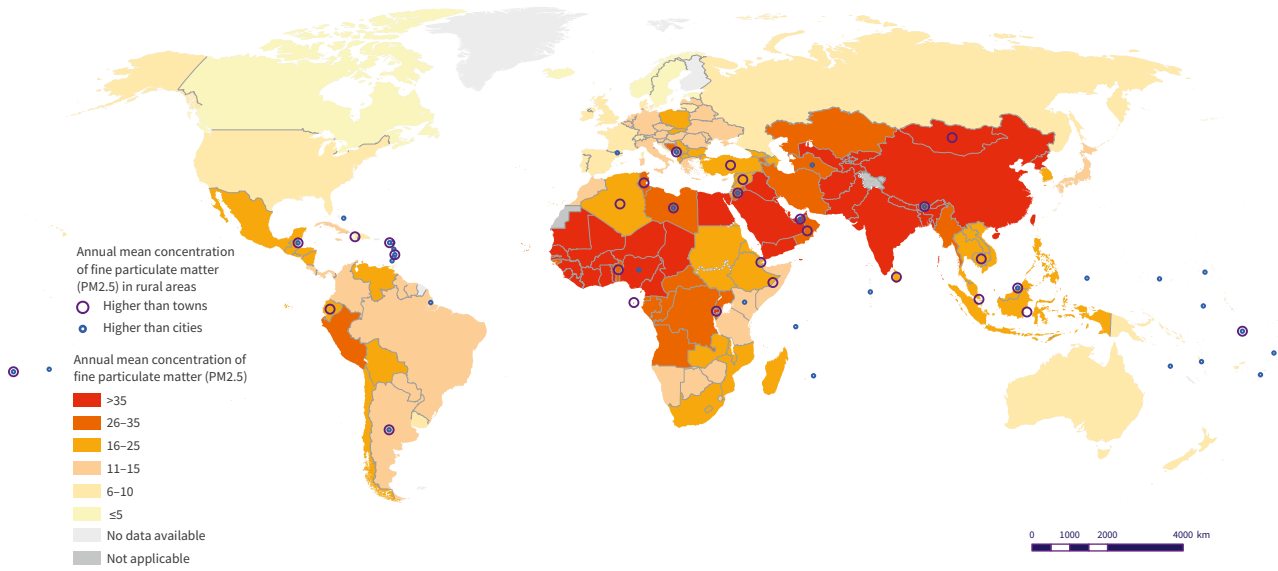 Annual mean concentration
of fine particulate matter
(PM2.5) in rural areas
Higher than towns
Higher than cities
Annual mean concentration of
fine particulate matter (PM2.5)
>35
26–35
16–25
11–15
6–10
≤5
No data available
Not applicable
0 1000 2000 4000 km